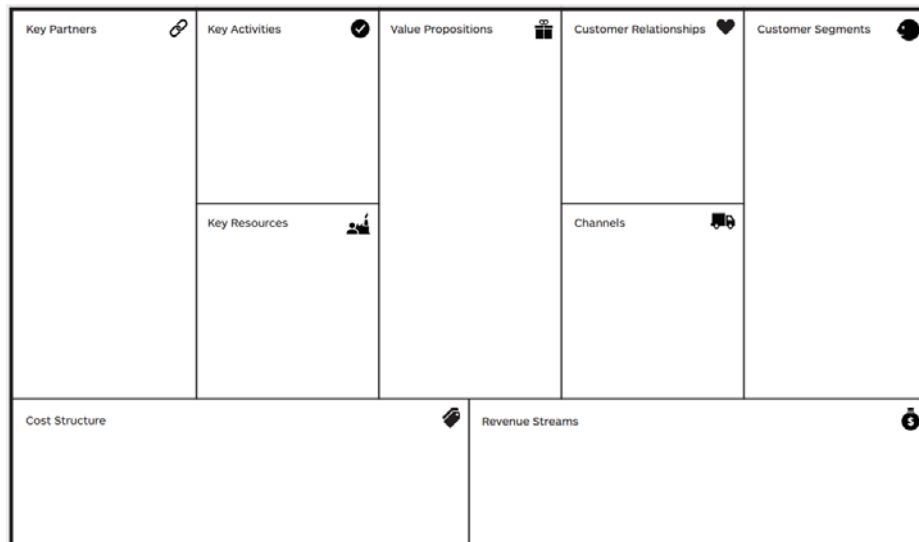 Key Partners
Key Activities
Value Propositions
Customer Relationships
Customer Segments
Key Resources
Channels
Cost Structure
Revenue Streams